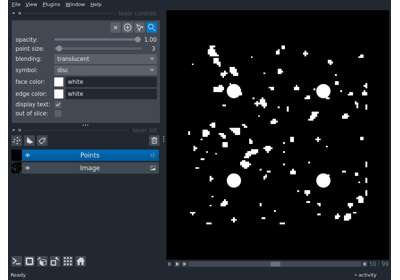 File View Plugins Window Help
layer controls
opacity: 1.00
point size: 3
blending: translucent
symbol: disc
face color: white
edge color: white
display text:
out of slice:
layer list
Points
Image
50 99
Ready
activity